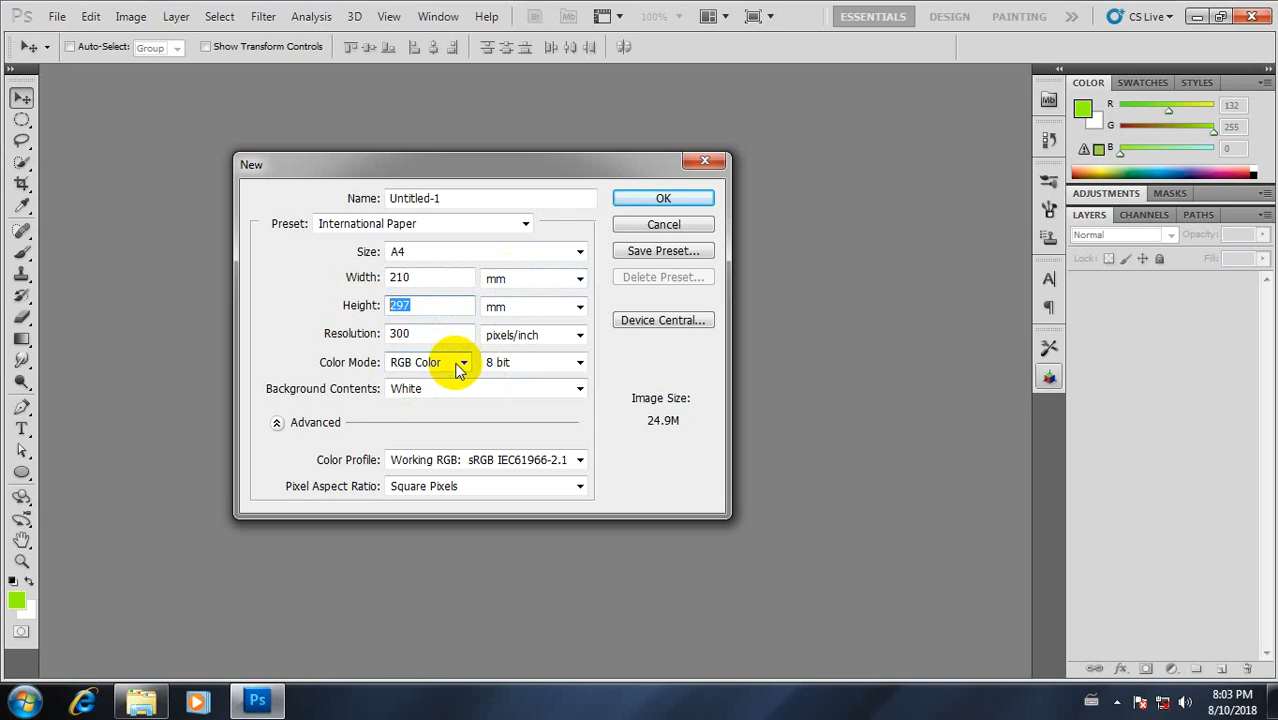 Ps File Edit Image Layer Select Filter Analysis 3D View Window Help Br Mb 100% ESSENTIALS DESIGN PAINTING CS Live
Auto-Select: Group Show Transform Controls
COLOR SWATCHES STYLES
Mb
R 132
G 255
B 0
New
Name: Untitled-1 OK
Preset: International Paper Cancel
Size: A4 Save Preset...
Width: 210 mm Delete Preset...
Height: 297 mm
Device Central...
Resolution: 300 pixels/inch
Color Mode: RGB Color 8 bit
Background Contents: White
Image Size:
24.9M
Advanced
Color Profile: Working RGB: sRGB IEC61966-2.1
Pixel Aspect Ratio: Square Pixels
ADJUSTMENTS MASKS
LAYERS CHANNELS PATHS
Normal Opacity:
Lock: Fill:
A
T
fx
Ps
8:03 PM
8/10/2018